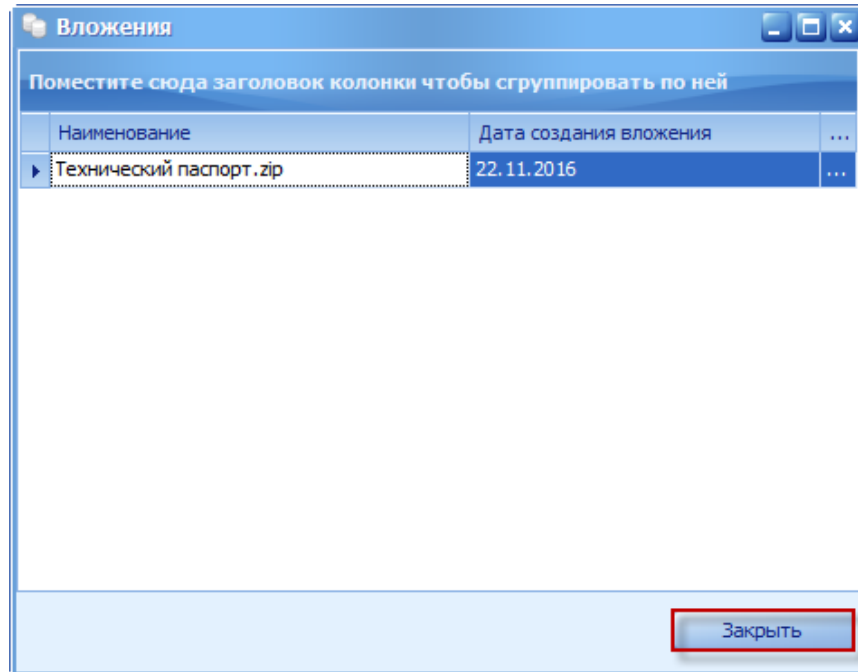 Вложения
Поместите сюда заголовок колонки чтобы сгруппировать по ней
Наименование Дата создания вложения ...
Технический паспорт.zip 22.11.2016 ...
Закрыть